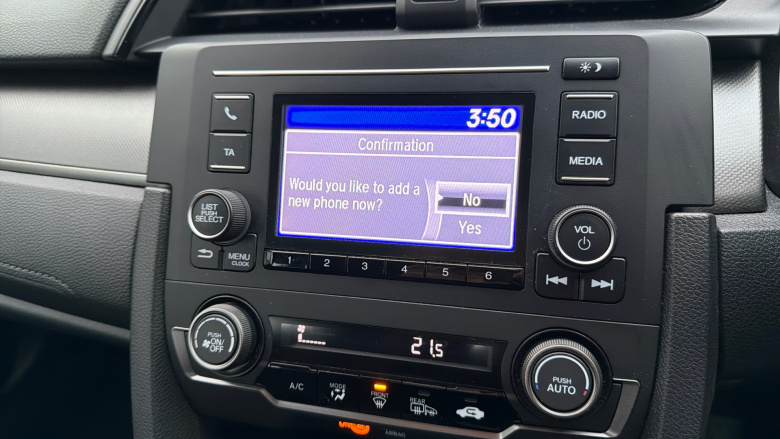 3:50
Confirmation
Would you like to add a
new phone now?
No
Yes
TA
RADIO
MEDIA
LIST
PUSH
SELECT
MENU
CLOCK
VOL
1 2 3 4 5 6
PUSH
ON/
OFF
21.5
PUSH
AUTO
A/C
MODE
FRONT
REAR
AIRBAG